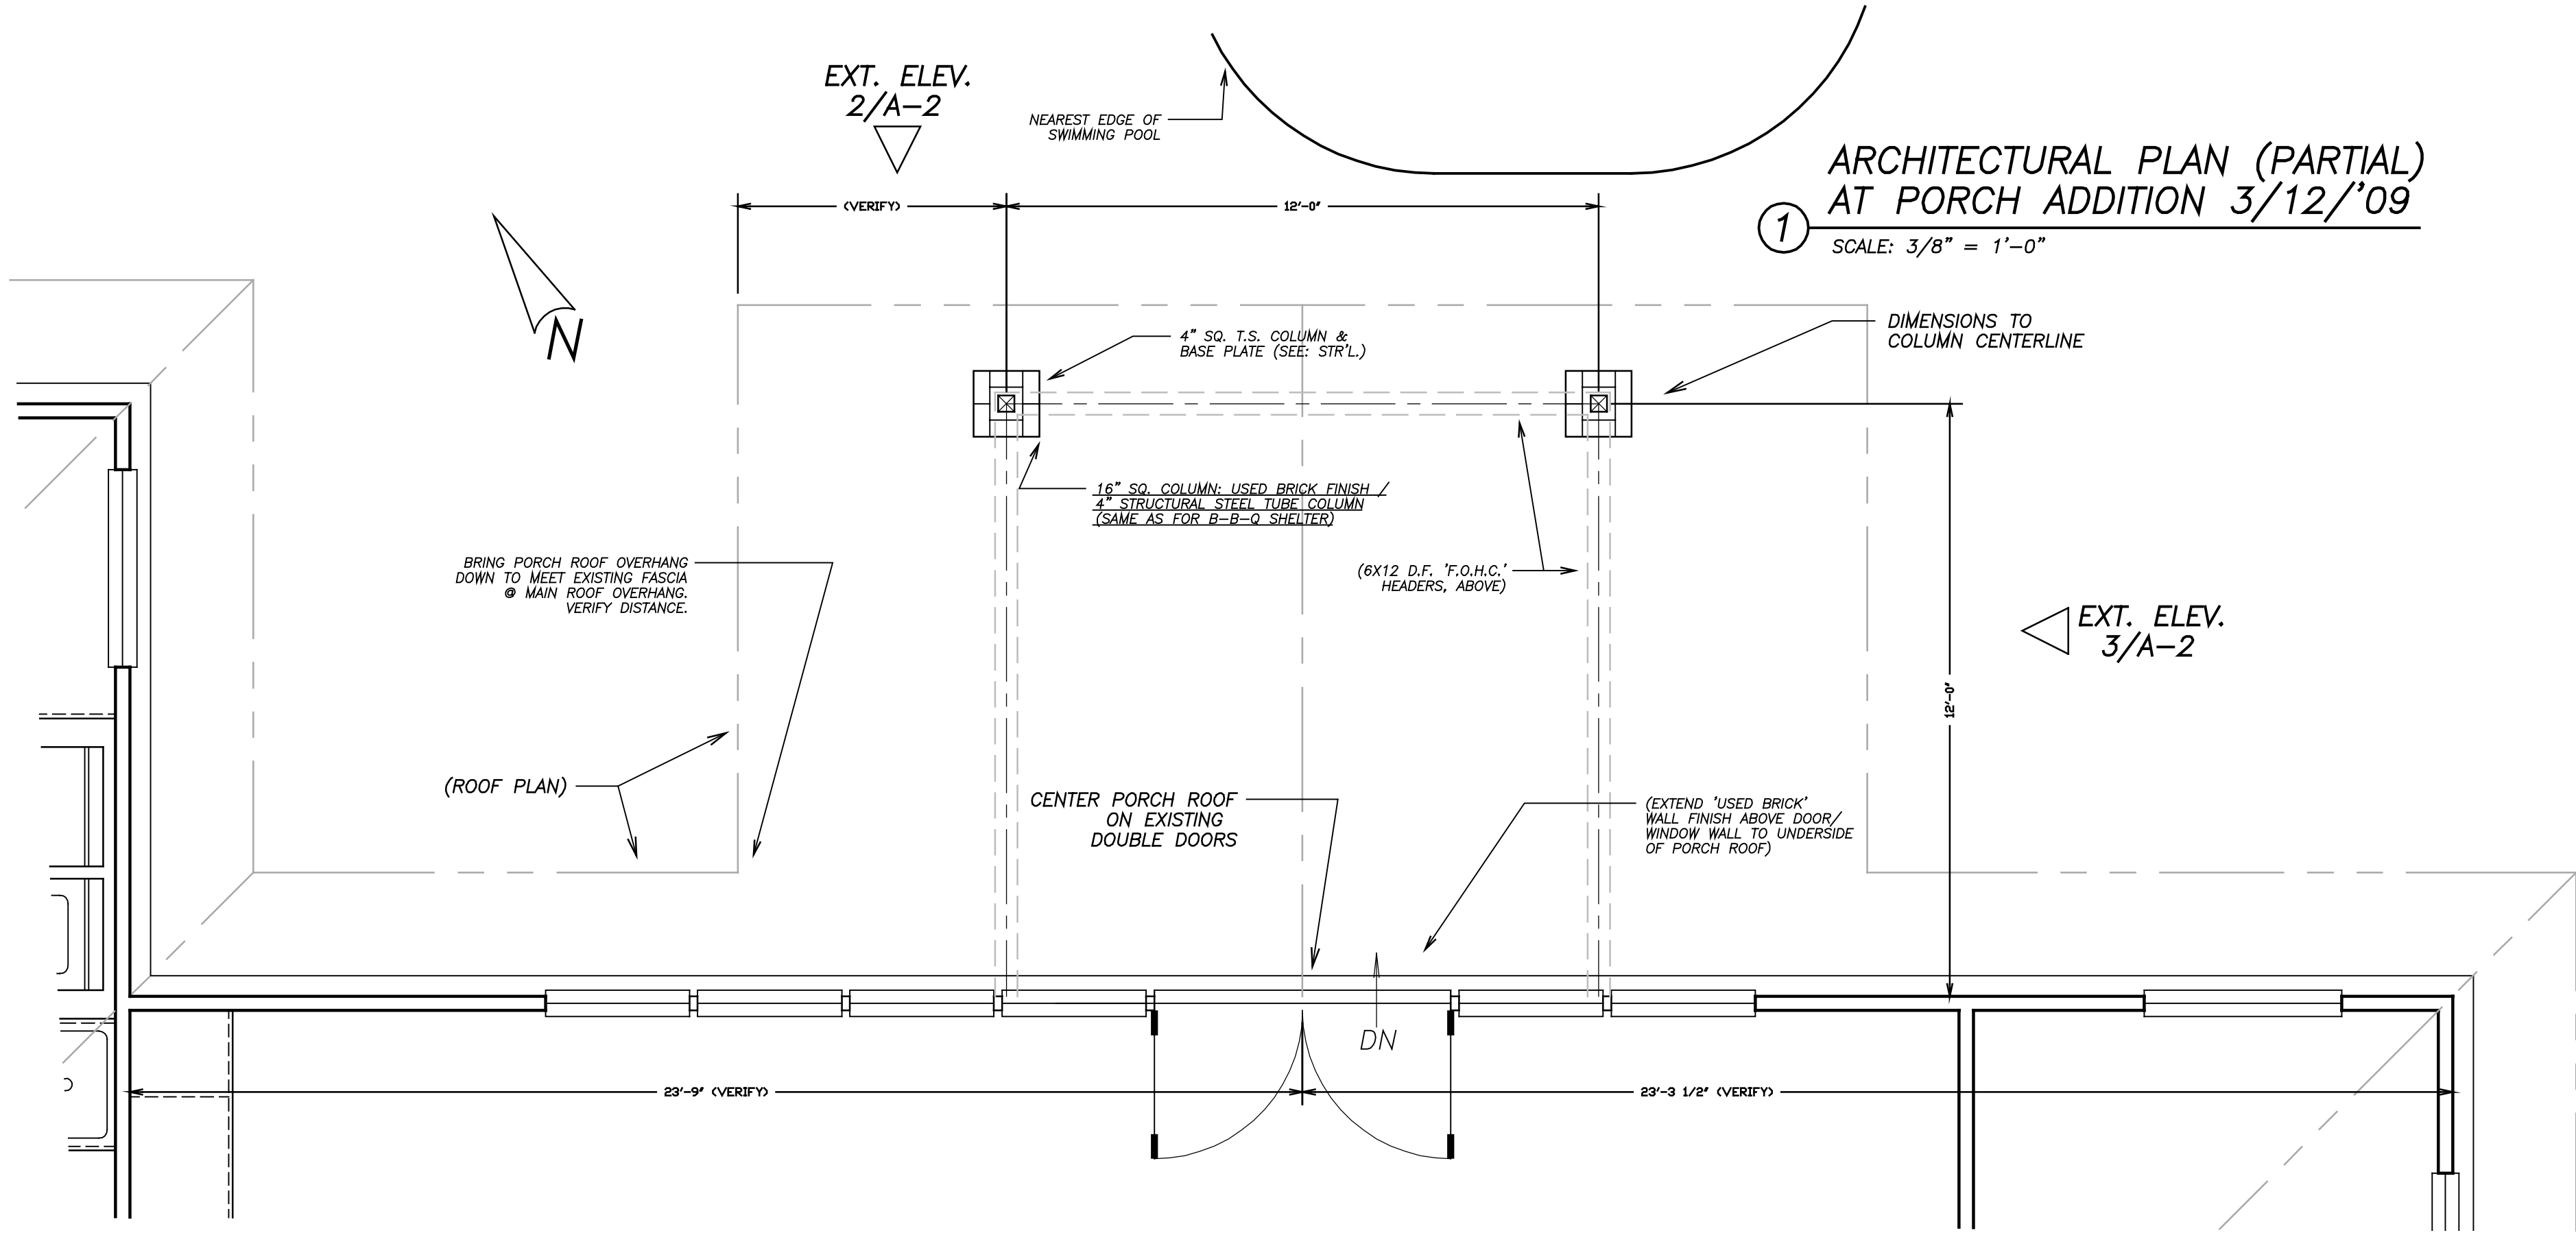 EXT. ELEV.
2/A-2
NEAREST EDGE OF
SWIMMING POOL
ARCHITECTURAL PLAN (PARTIAL)
AT PORCH ADDITION 3/12/'09
1
SCALE: 3/8" = 1'-0"
(VERIFY)
12'-0"
N
4" SQ. T.S. COLUMN &
BASE PLATE (SEE: STR'L.)
DIMENSIONS TO
COLUMN CENTERLINE
16" SQ. COLUMN: USED BRICK FINISH /
4" STRUCTURAL STEEL TUBE COLUMN
(SAME AS FOR B-B-Q SHELTER)
BRING PORCH ROOF OVERHANG
DOWN TO MEET EXISTING FASCIA
@ MAIN ROOF OVERHANG.
VERIFY DISTANCE.
(6X12 D.F. 'F.O.H.C.'
HEADERS, ABOVE)
EXT. ELEV.
3/A-2
12'-0"
(ROOF PLAN)
CENTER PORCH ROOF
ON EXISTING
DOUBLE DOORS
(EXTEND 'USED BRICK'
WALL FINISH ABOVE DOOR/
WINDOW WALL TO UNDERSIDE
OF PORCH ROOF)
DN
23'-9" (VERIFY)
23'-3 1/2" (VERIFY)